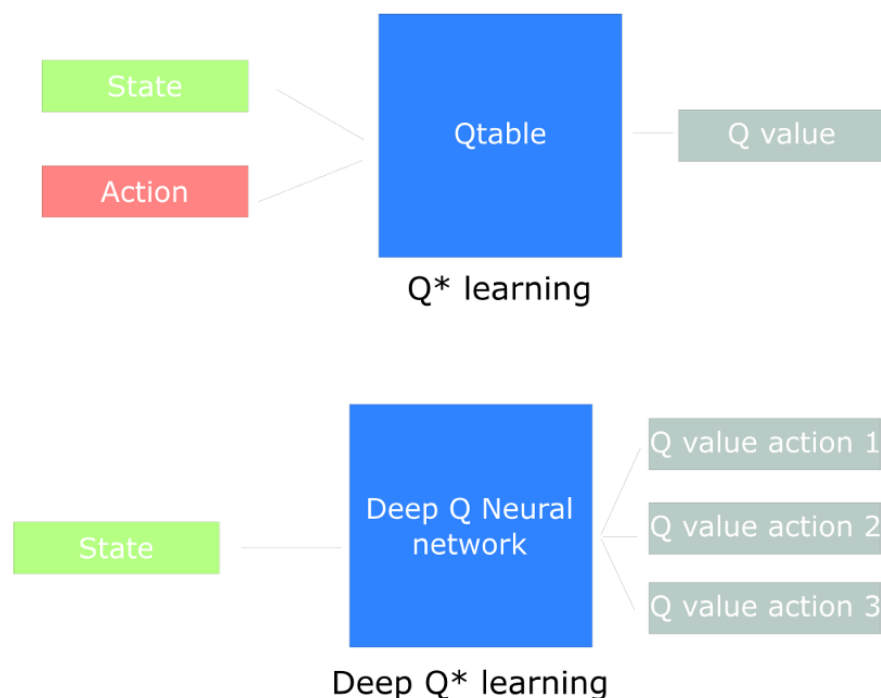 State
Action
Qtable
Q value
Q* learning
State
Deep Q Neural
network
Q value action 1
Q value action 2
Q value action 3
Deep Q* learning